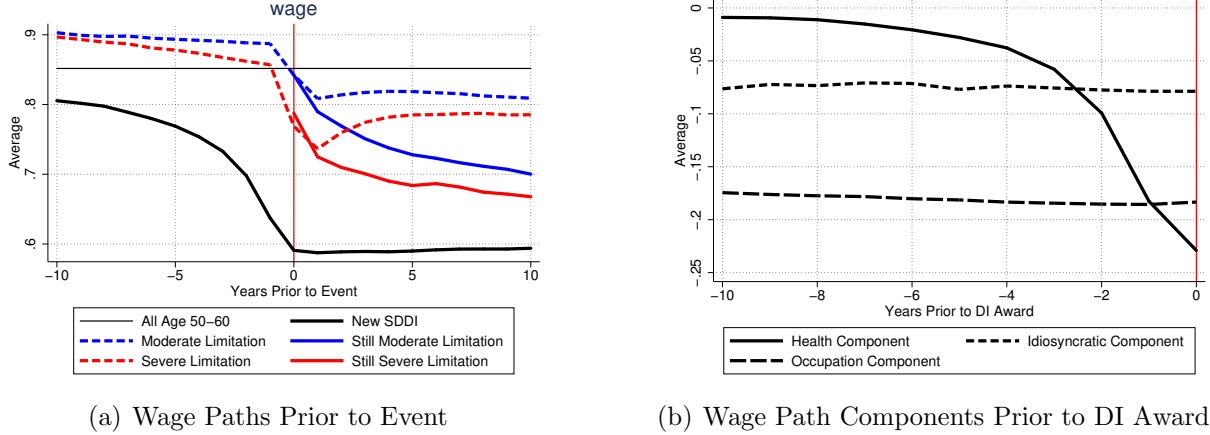 wage
.9
.8
.7
.6
Average
−10
−5
0
5
10
Years Prior to Event
All Age 50−60
New SDDI
Moderate Limitation
Still Moderate Limitation
Severe Limitation
Still Severe Limitation
(a) Wage Paths Prior to Event
0
−.05
−.1
−.15
−.2
−.25
Average
−10
−8
−6
−4
−2
0
Years Prior to DI Award
Health Component
Idiosyncratic Component
Occupation Component
(b) Wage Path Components Prior to DI Award